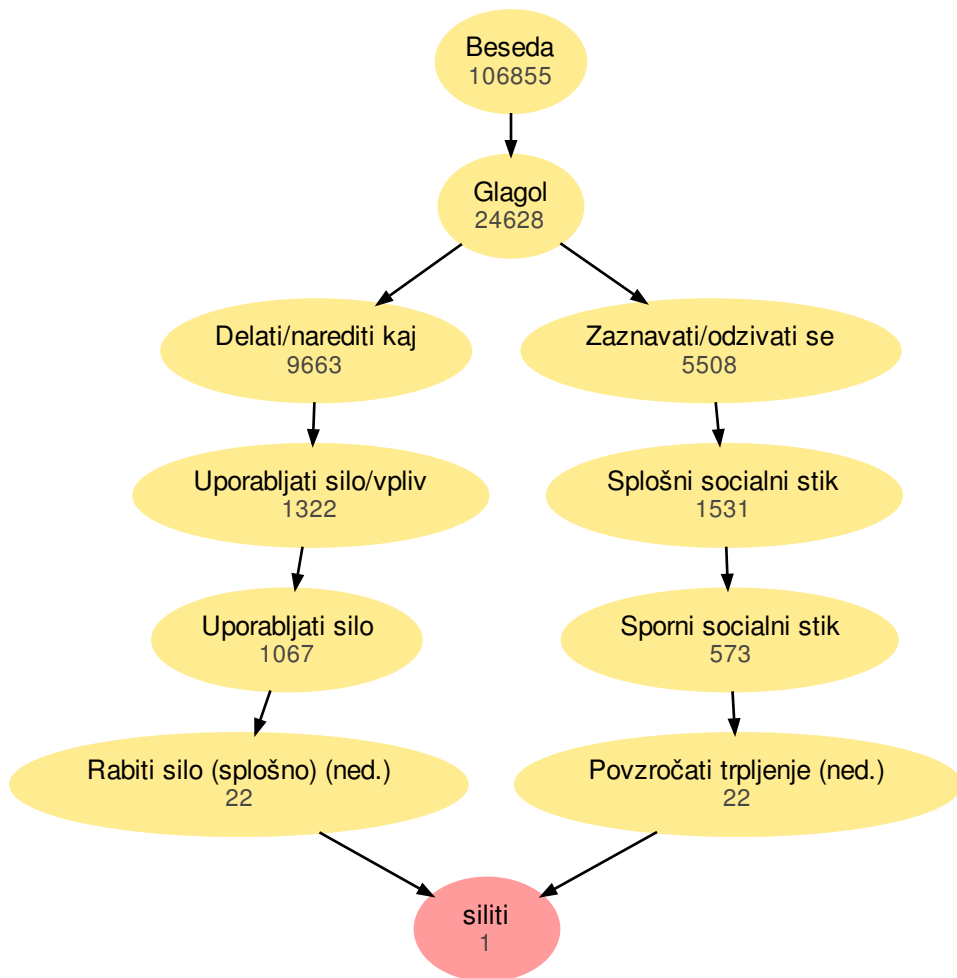 Beseda
106855
Glagol
24628
Delati/narediti kaj
9663
Zaznavati/odzivati se
5508
Uporabljati silo/vpliv
1322
Splošni socialni stik
1531
Uporabljati silo
1067
Sporni socialni stik
573
Rabiti silo (splošno) (ned.)
22
Povzročati trpljenje (ned.)
22
siliti
1